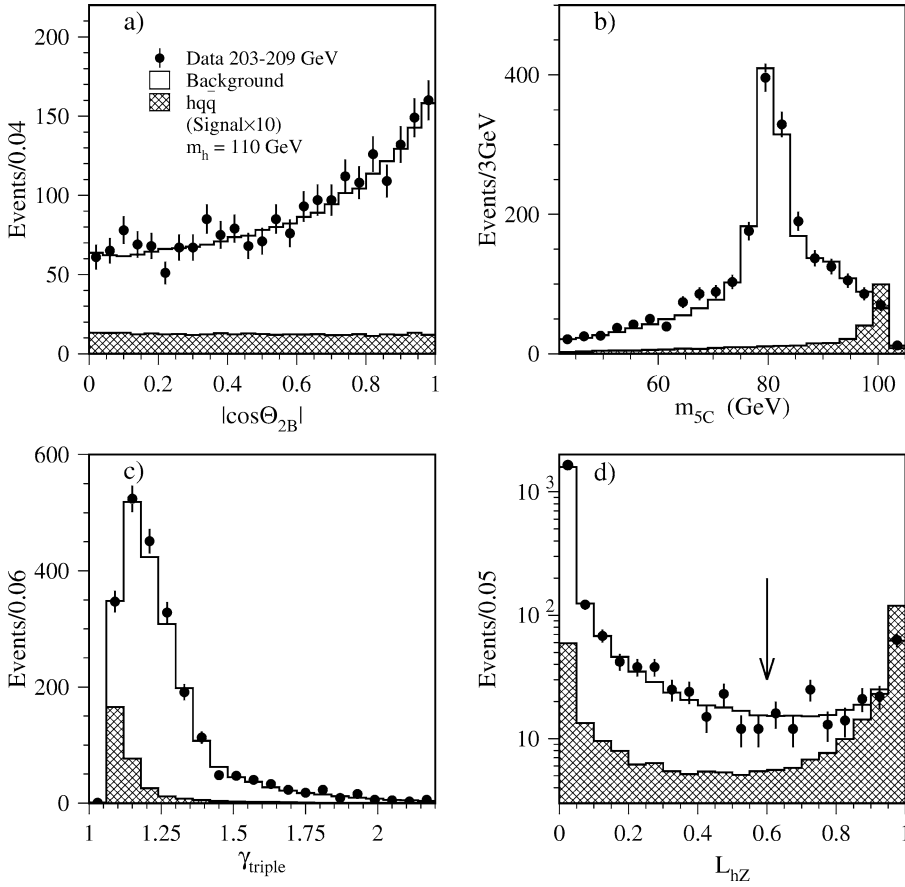 a)
Data 203-209 GeV
Background
hqq̄
(Signal×10)
m_h = 110 GeV
Events/0.04
0 50 100 150 200
0 0.2 0.4 0.6 0.8 1
|cosΘ_2B|
b)
Events/3GeV
0 200 400
60 80 100
m_5C (GeV)
c)
Events/0.06
0 200 400 600
1 1.25 1.5 1.75 2
γ_triple
d)
Events/0.05
10 10^2 10^3
0 0.2 0.4 0.6 0.8 1
L_hZ